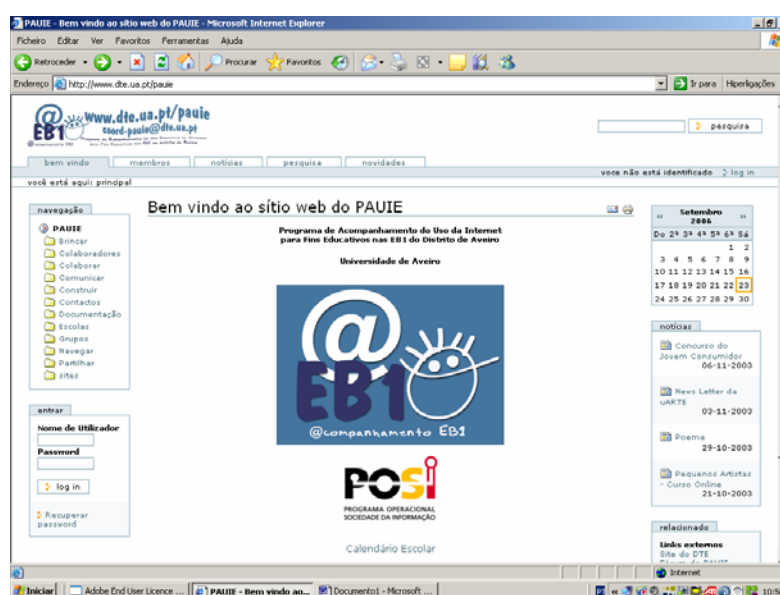 PAUIE - Bem vindo ao sítio web do PAUIE - Microsoft Internet Explorer
Ficheiro Editar Ver Favoritos Ferramentas Ajuda
Retroceder Procurar Favoritos
Endereço http://www.dte.ua.pt/pauie Ir para Hiperligações
www.dte.ua.pt/pauie
coord-pauie@dte.ua.pt
@ EB1
pesquisa
bem vindo membros notícias pesquisa novidades
voce não está identificado log in
você está aqui: principal
navegação
PAUIE
Brincar
Colaboradores
Colaborar
Comunicar
Construir
Contactos
Documentação
Escolas
Grupos
Navegar
Partilhar
sites
entrar
Nome de Utilizador
Password
log in
Recuperar
password
Bem vindo ao sítio web do PAUIE
Programa de Acompanhamento do Uso da Internet
para Fins Educativos nas EB1 do Distrito de Aveiro
Universidade de Aveiro
@
EB1
@companhamento EB1
POSI
PROGRAMA OPERACIONAL
SOCIEDADE DA INFORMAÇÃO
Calendário Escolar
« Setembro »
2006
Do 2ª 3ª 4ª 5ª 6ª Sá
1 2
3 4 5 6 7 8 9
10 11 12 13 14 15 16
17 18 19 20 21 22 23
24 25 26 27 28 29 30
notícias
Concurso do
Jovem Consumidor
06-11-2003
News Letter da
uARTE
03-11-2003
Poema
29-10-2003
Pequenos Artistas
- Curso Online
21-10-2003
relacionado
Links externos
Site do DTE
Internet
Iniciar Adobe End User Licence ... PAUIE - Bem vindo ao... Documento1 - Microsoft ...